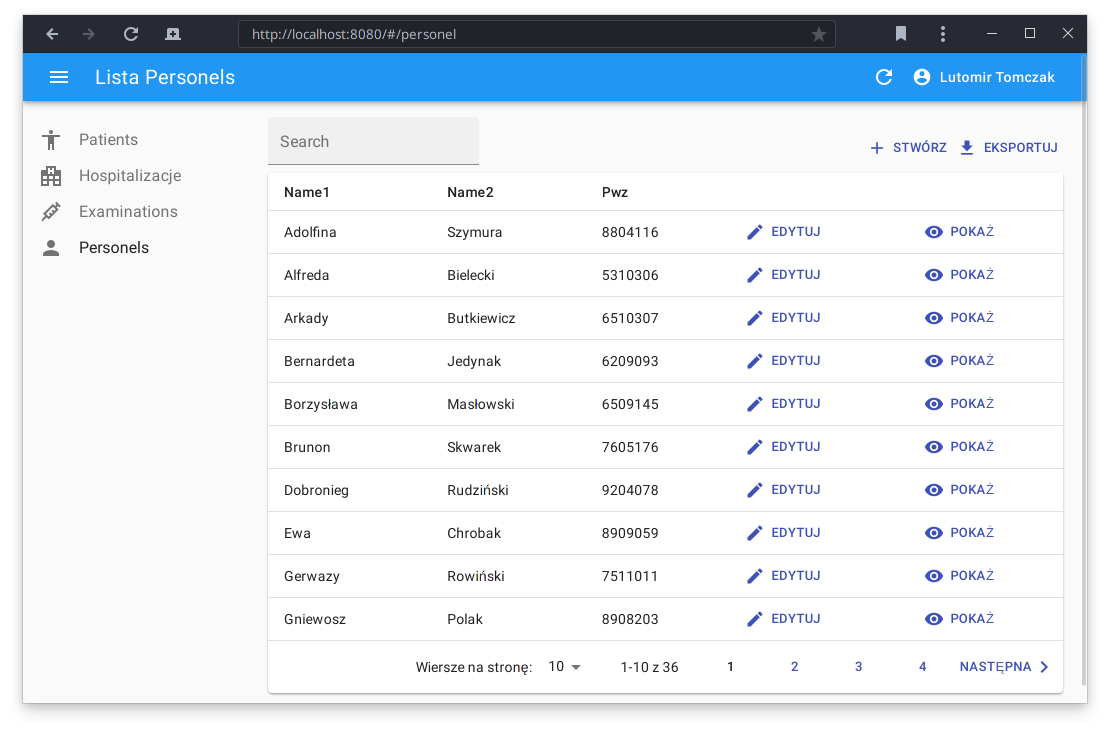 http://localhost:8080/#/personel
Lista Personels
Lutomir Tomczak
Patients
Hospitalizacje
Examinations
Personels
Search
STWÓRZ EKSPORTUJ
Name1 Name2 Pwz
Adolfina Szymura 8804116 EDYTUJ POKAŻ
Alfreda Bielecki 5310306 EDYTUJ POKAŻ
Arkady Butkiewicz 6510307 EDYTUJ POKAŻ
Bernardeta Jedynak 6209093 EDYTUJ POKAŻ
Borzysława Masłowski 6509145 EDYTUJ POKAŻ
Brunon Skwarek 7605176 EDYTUJ POKAŻ
Dobronieg Rudziński 9204078 EDYTUJ POKAŻ
Ewa Chrobak 8909059 EDYTUJ POKAŻ
Gerwazy Rowiński 7511011 EDYTUJ POKAŻ
Gniewosz Polak 8908203 EDYTUJ POKAŻ
Wiersze na stronę: 10 1-10 z 36 1 2 3 4 NASTĘPNA